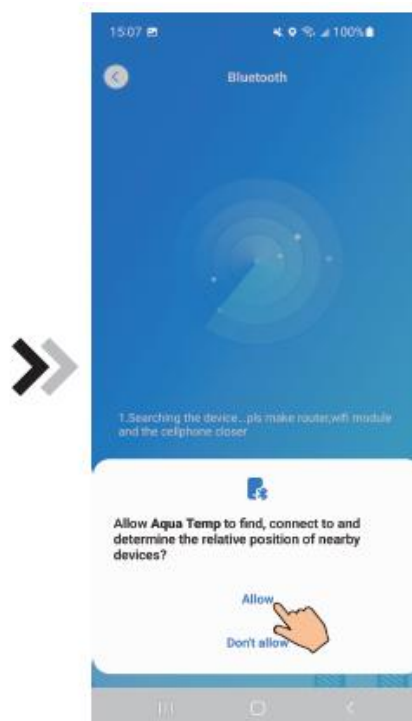 15:07 100%
Bluetooth
1.Searching the device...pls make router,wifi module
and the cellphone closer
Allow Aqua Temp to find, connect to and
determine the relative position of nearby
devices?
Allow
Don't allow